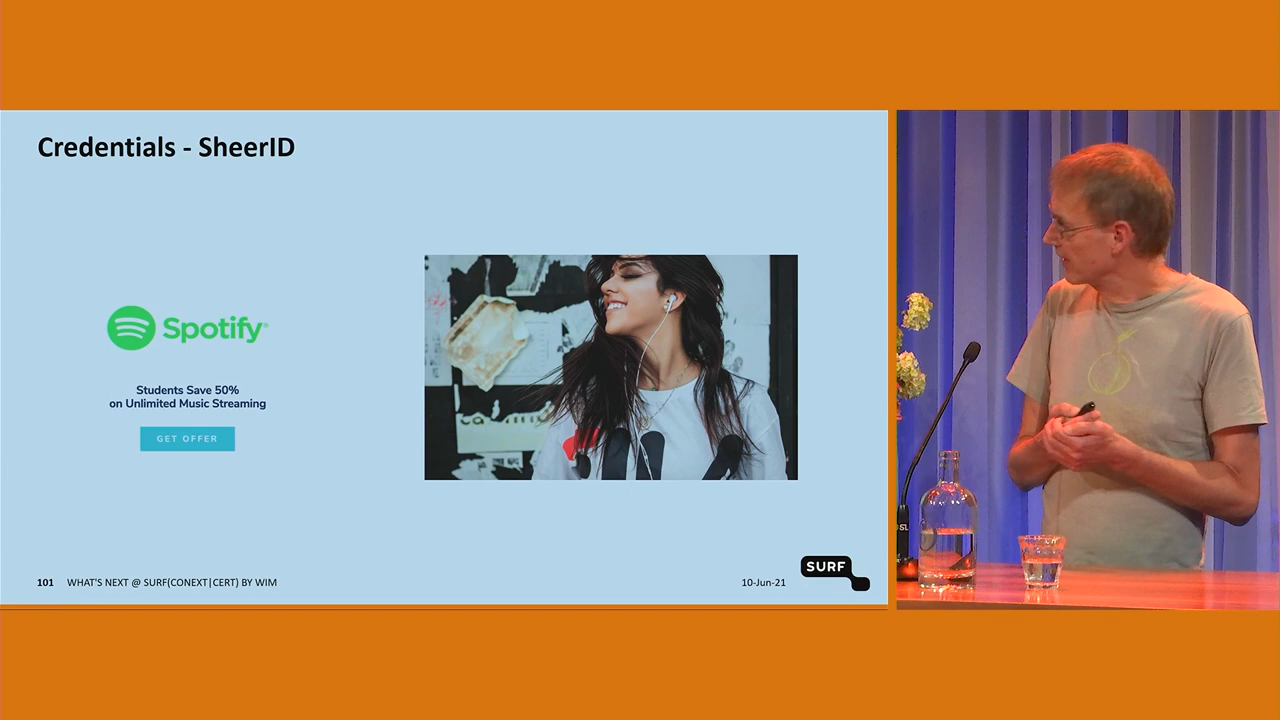 Credentials - SheerID
Spotify®
Students Save 50%
on Unlimited Music Streaming
GET OFFER
101 WHAT'S NEXT @ SURF(CONEXT|CERT) BY WIM
10-Jun-21
SURF